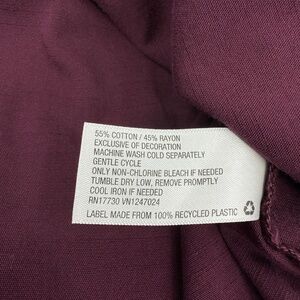 55% COTTON / 45% RAYON
EXCLUSIVE OF DECORATION
MACHINE WASH COLD SEPARATELY
GENTLE CYCLE
ONLY NON-CHLORINE BLEACH IF NEEDED
TUMBLE DRY LOW, REMOVE PROMPTLY
COOL IRON IF NEEDED
RN17730 VN1247024
LABEL MADE FROM 100% RECYCLED PLASTIC